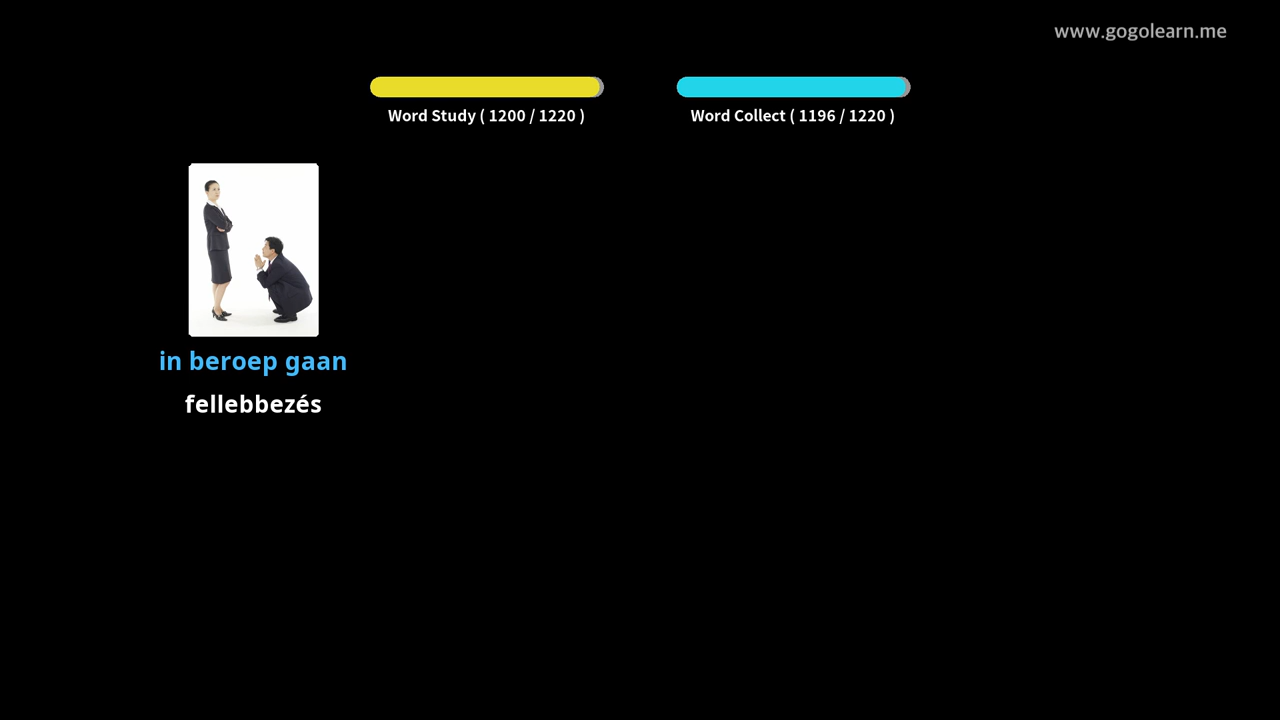 www.gogolearn.me
Word Study ( 1200 / 1220 )
Word Collect ( 1196 / 1220 )
in beroep gaan
fellebbezés